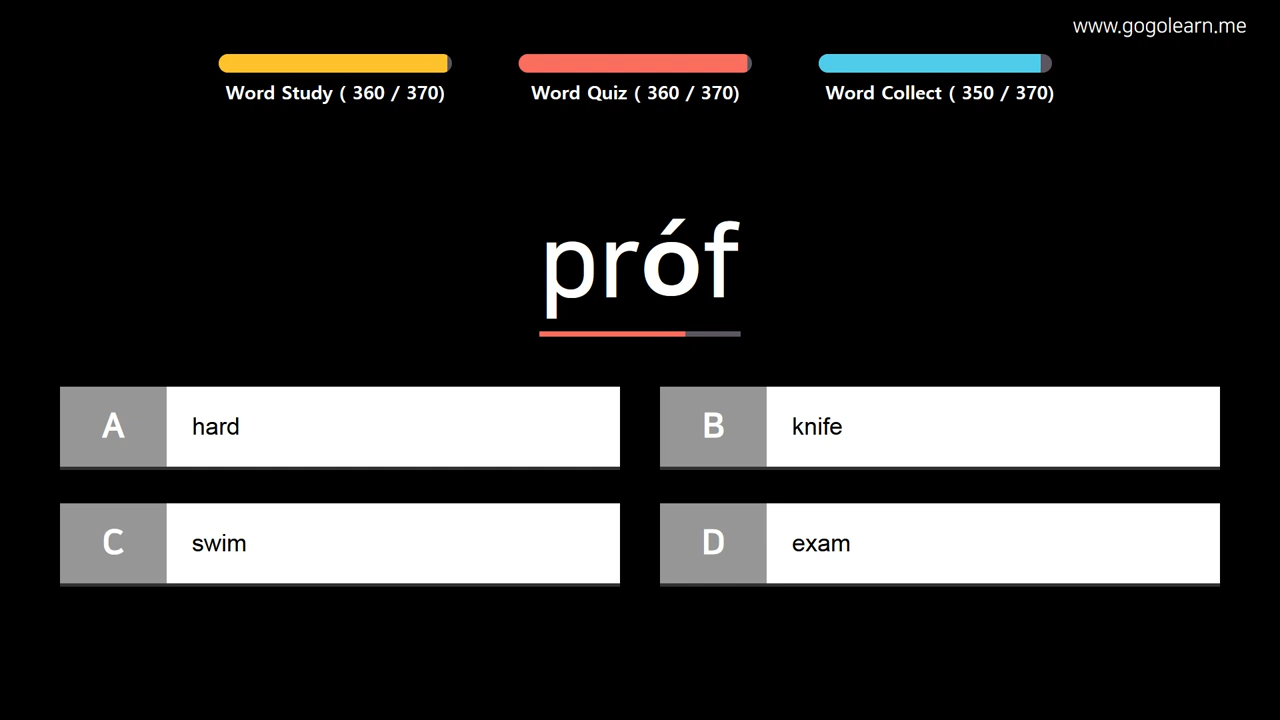 www.gogolearn.me
Word Study ( 360 / 370)
Word Quiz ( 360 / 370)
Word Collect ( 350 / 370)
próf
A
hard
B
knife
C
swim
D
exam